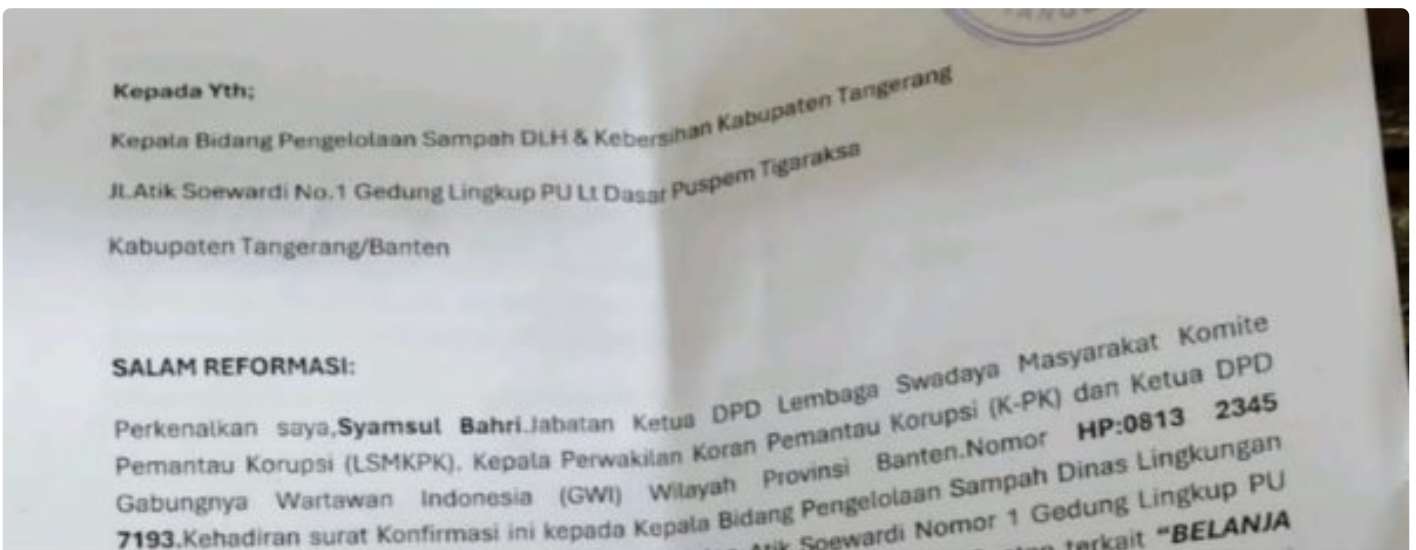 TANG
Kepada Yth;
Kepala Bidang Pengelolaan Sampah DLH & Kebersihan Kabupaten Tangerang
Jl.Atik Soewardi No.1 Gedung Lingkup PU Lt Dasar Puspem Tigaraksa
Kabupaten Tangerang/Banten
SALAM REFORMASI:
Perkenalkan saya,Syamsul Bahri.Jabatan Ketua DPD Lembaga Swadaya Masyarakat Komite
Pemantau Korupsi (LSMKPK). Kepala Perwakilan Koran Pemantau Korupsi (K-PK) dan Ketua DPD
Gabungnya Wartawan Indonesia (GWI) Wilayah Provinsi Banten.Nomor HP:0813 2345
7193.Kehadiran surat Konfirmasi ini kepada Kepala Bidang Pengelolaan Sampah Dinas Lingkungan
Atik Soewardi Nomor 1 Gedung Lingkup PU
terkait "BELANJA